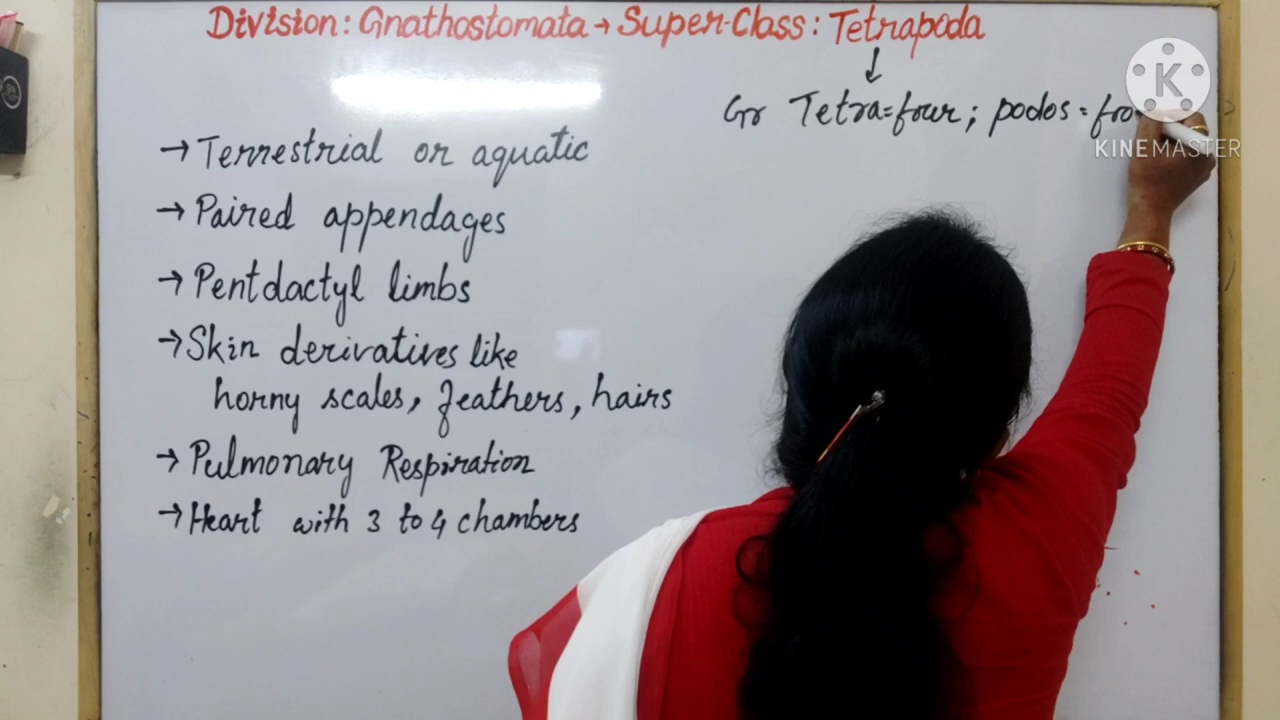 Division: Gnathostomata → Super-Class: Tetrapoda
↓
Gr Tetra=four; podos =
K
KINEMASTER
→ Terrestrial or aquatic
→ Paired appendages
→ Pentdactyl limbs
→ Skin derivatives like
horny scales, feathers, hairs
→ Pulmonary Respiration
→ Heart with 3 to 4 chambers